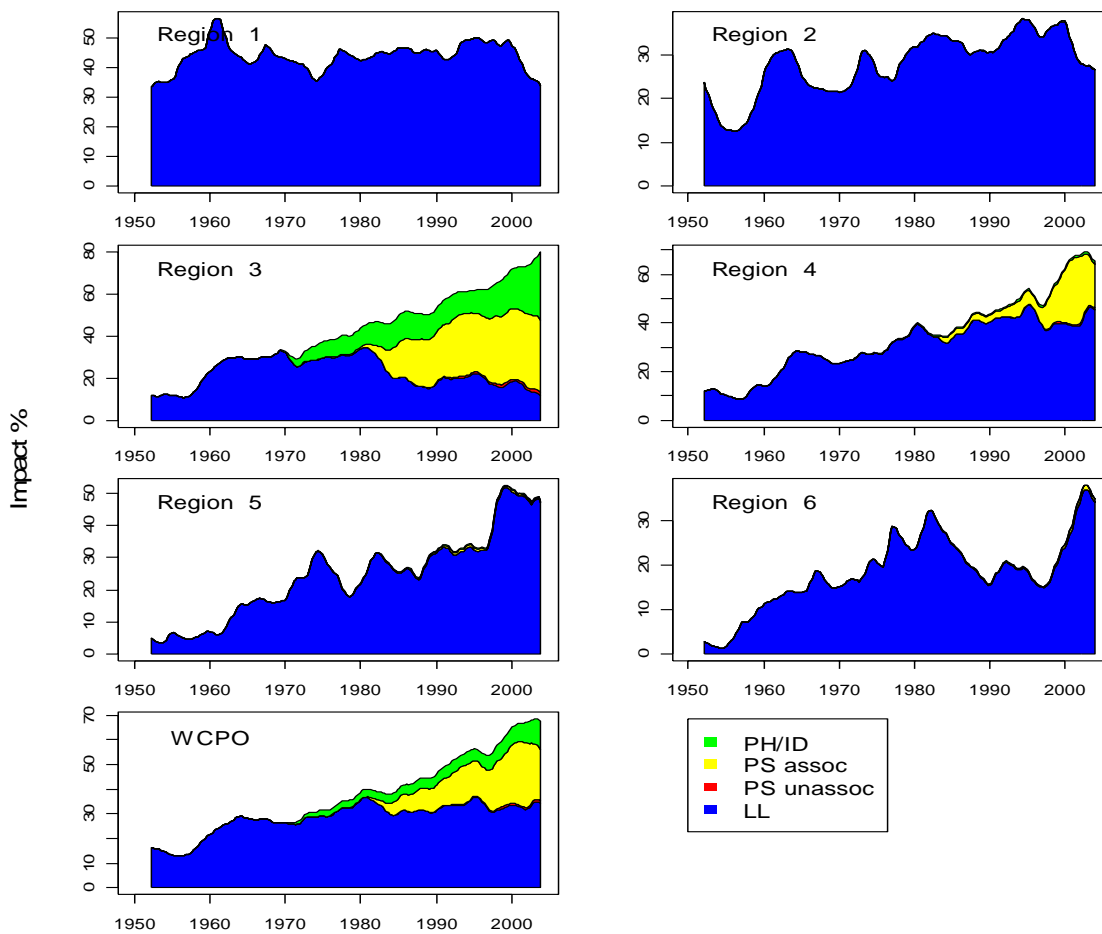 Region 1
0 10 20 30 40 50
1950 1960 1970 1980 1990 2000
Region 2
0 10 20 30
1950 1960 1970 1980 1990 2000
Region 3
0 20 40 60 80
1950 1960 1970 1980 1990 2000
Region 4
0 20 40 60
1950 1960 1970 1980 1990 2000
Impact %
Region 5
0 10 20 30 40 50
1950 1960 1970 1980 1990 2000
Region 6
0 10 20 30
1950 1960 1970 1980 1990 2000
WCPO
0 10 30 50 70
1950 1960 1970 1980 1990 2000
PH/ID
PS assoc
PS unassoc
LL